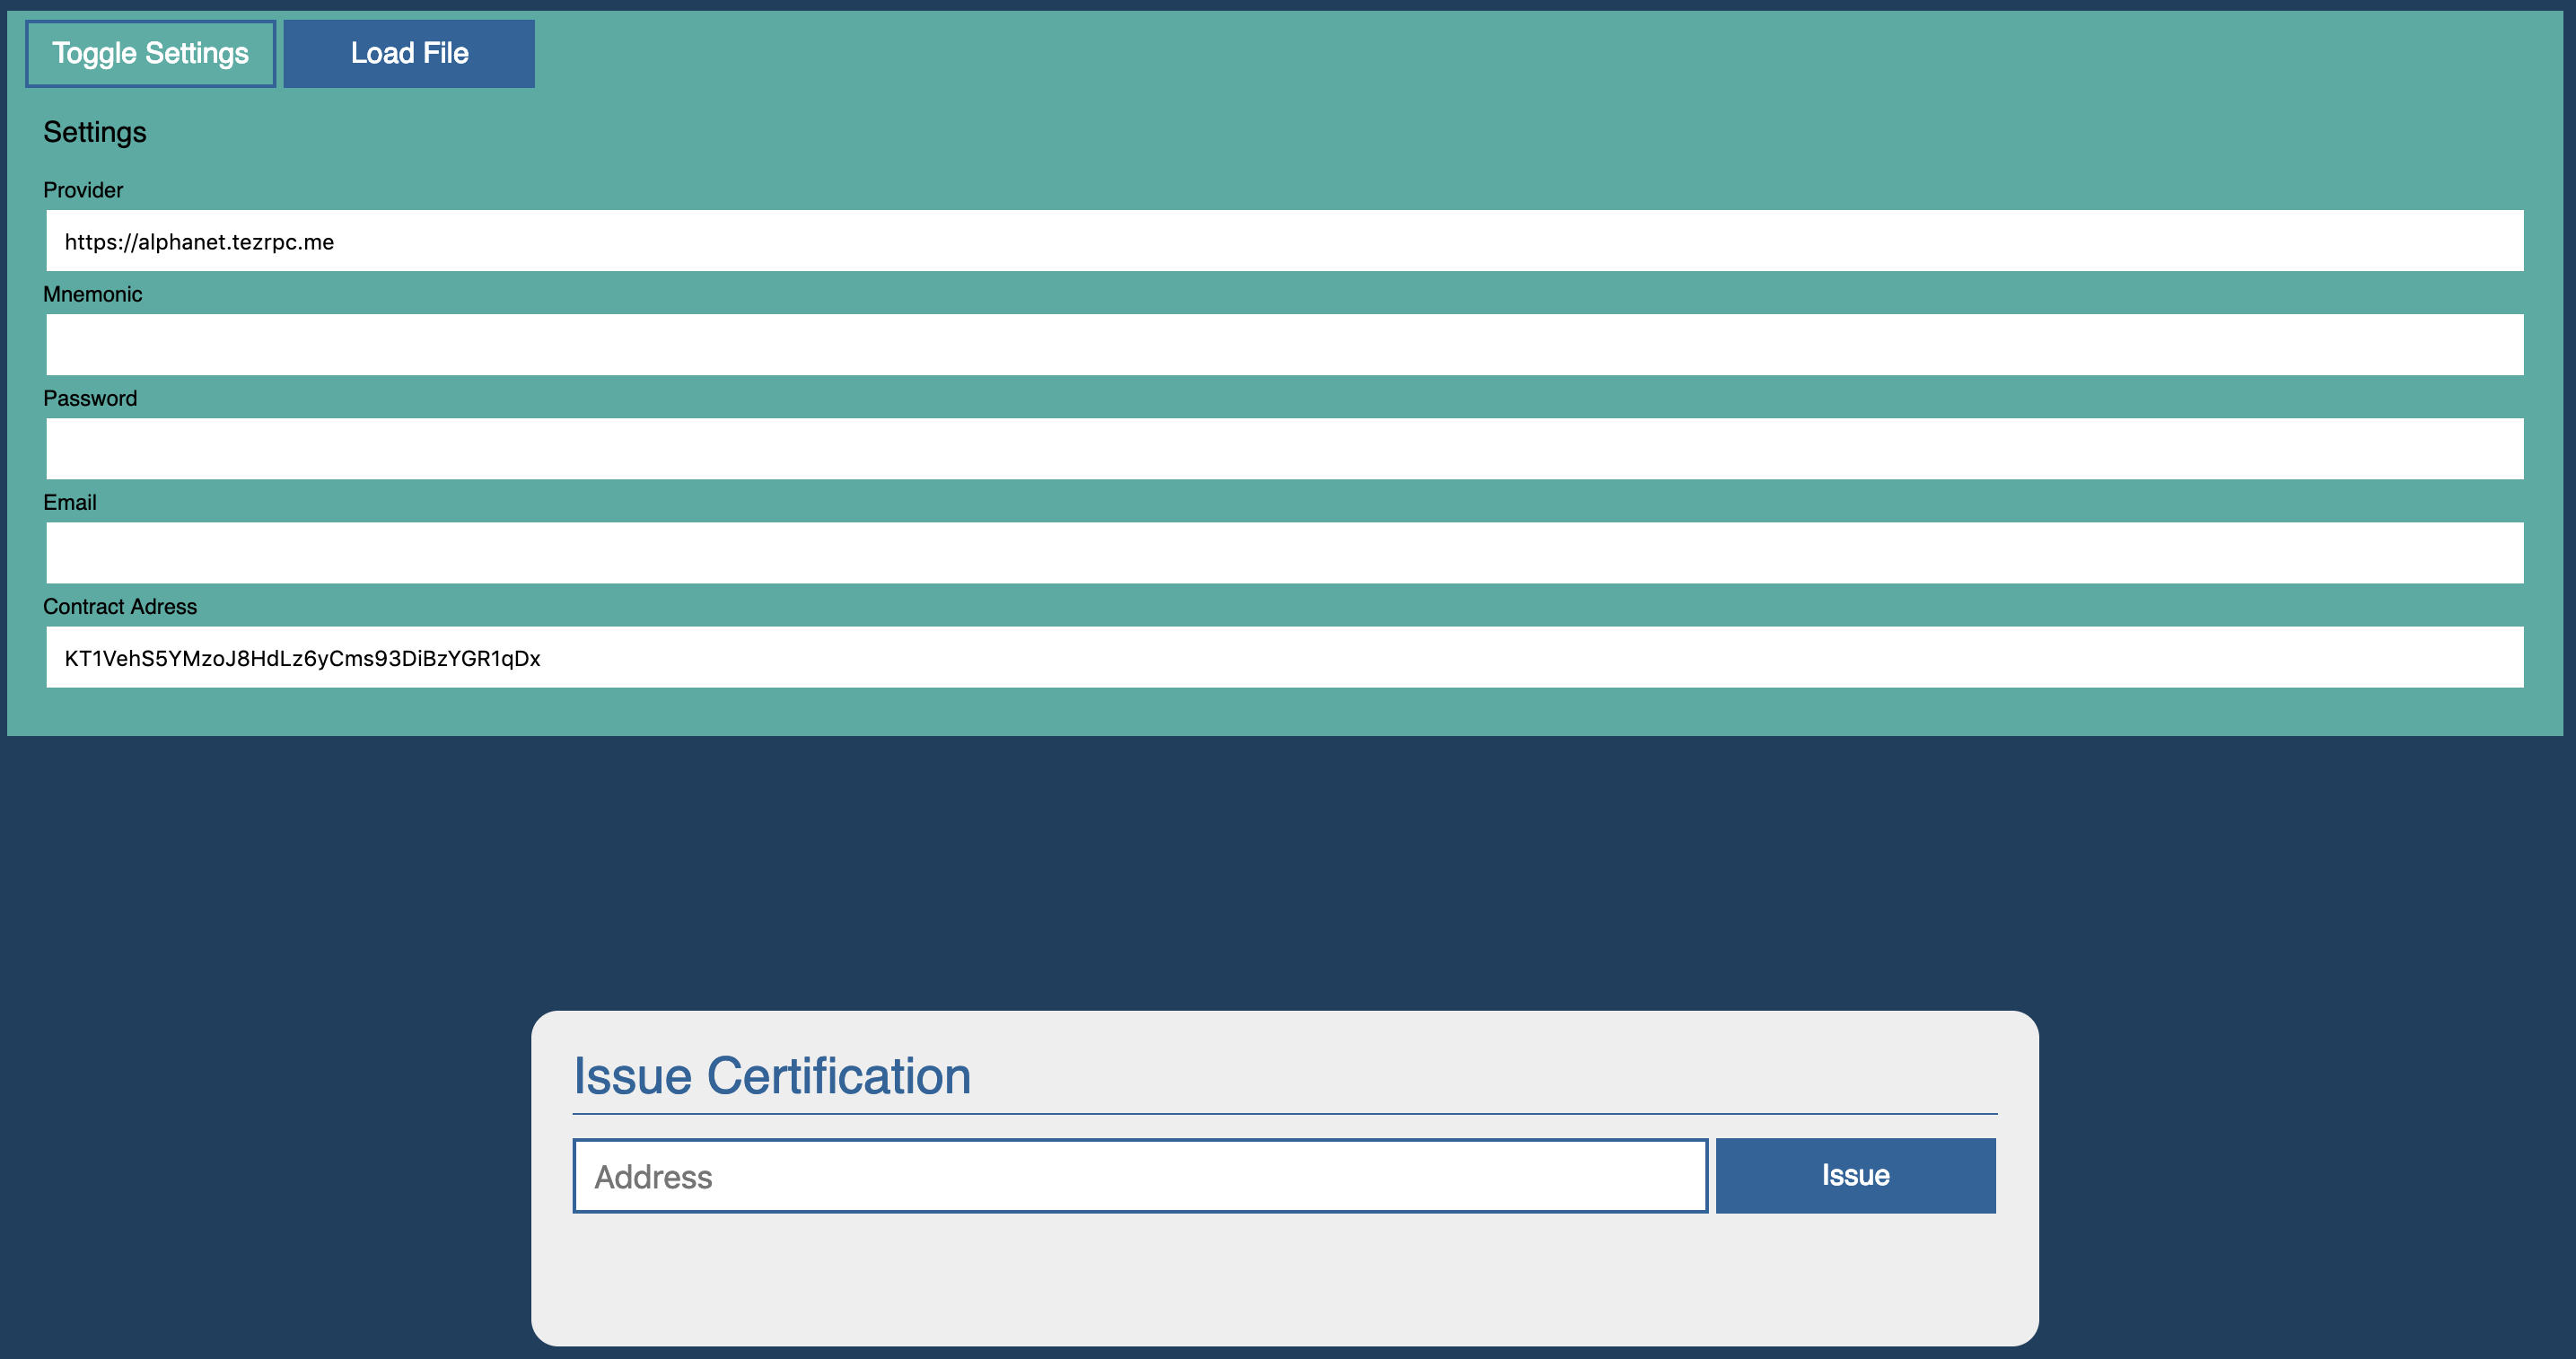 Toggle Settings Load File
Settings
Provider
https://alphanet.tezrpc.me
Mnemonic
Password
Email
Contract Adress
KT1VehS5YMzoJ8HdLz6yCms93DiBzYGR1qDx
Issue Certification
Address Issue